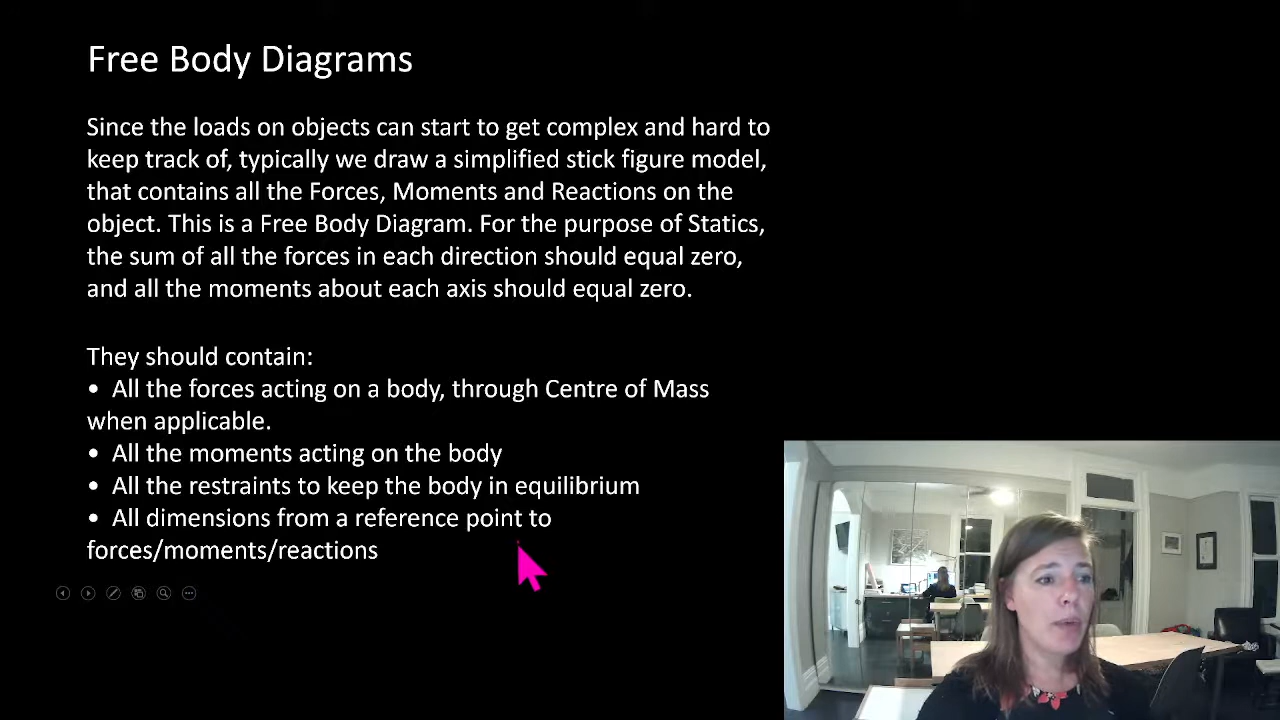 Free Body Diagrams
Since the loads on objects can start to get complex and hard to
keep track of, typically we draw a simplified stick figure model,
that contains all the Forces, Moments and Reactions on the
object. This is a Free Body Diagram. For the purpose of Statics,
the sum of all the forces in each direction should equal zero,
and all the moments about each axis should equal zero.
They should contain:
• All the forces acting on a body, through Centre of Mass
when applicable.
• All the moments acting on the body
• All the restraints to keep the body in equilibrium
• All dimensions from a reference point to
forces/moments/reactions